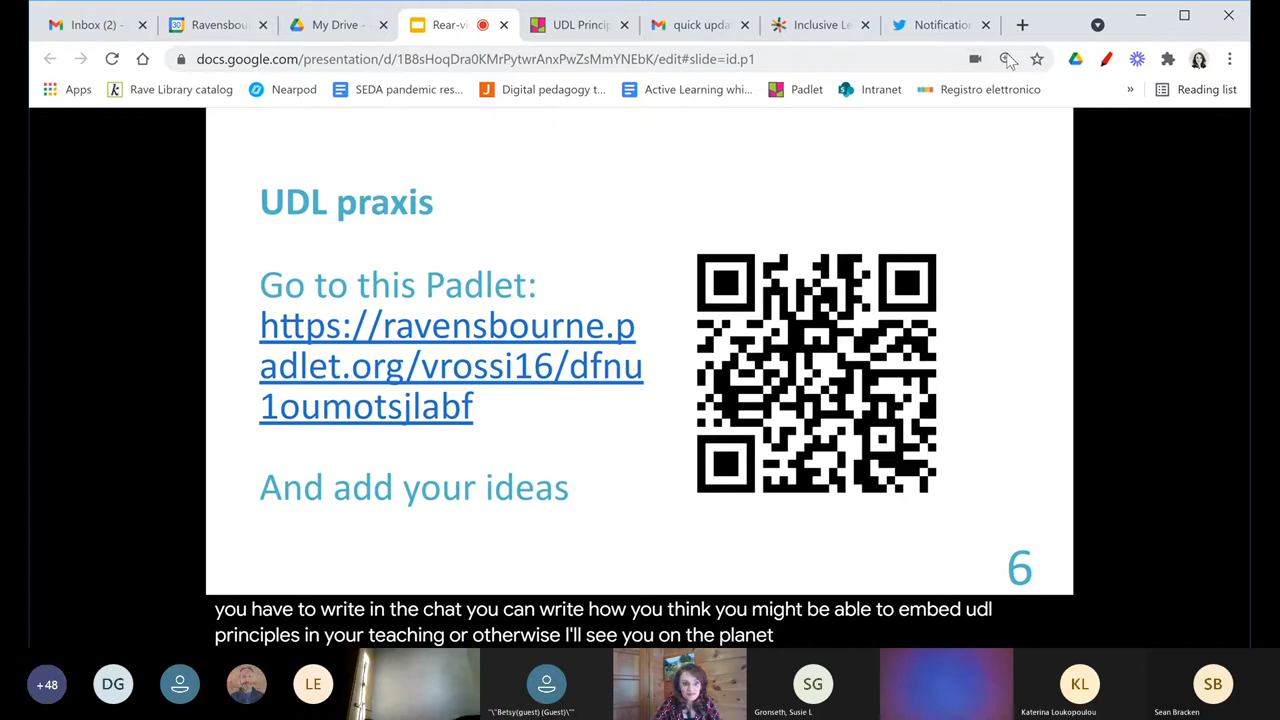 Inbox (2) -
Ravensbou
My Drive -
Rear-vi
UDL Princip
quick upda
Inclusive Le
Notification
docs.google.com/presentation/d/1B8sHoqDra0KMrPytwrAnxPwZsMmYNEbK/edit#slide=id.p1
Apps
Rave Library catalog
Nearpod
SEDA pandemic res...
Digital pedagogy t...
Active Learning whi...
Padlet
Intranet
Registro elettronico
»
Reading list
UDL praxis
Go to this Padlet:
https://ravensbourne.p
adlet.org/vrossi16/dfnu
1oumotsjlabf
And add your ideas
6
you have to write in the chat you can write how you think you might be able to embed udl
principles in your teaching or otherwise I'll see you on the planet
+48
DG
LE
"\"Betsy(guest) (Guest)\""
SG
Gronseth, Susie L
KL
Katerina Loukopoulou
SB
Sean Bracken